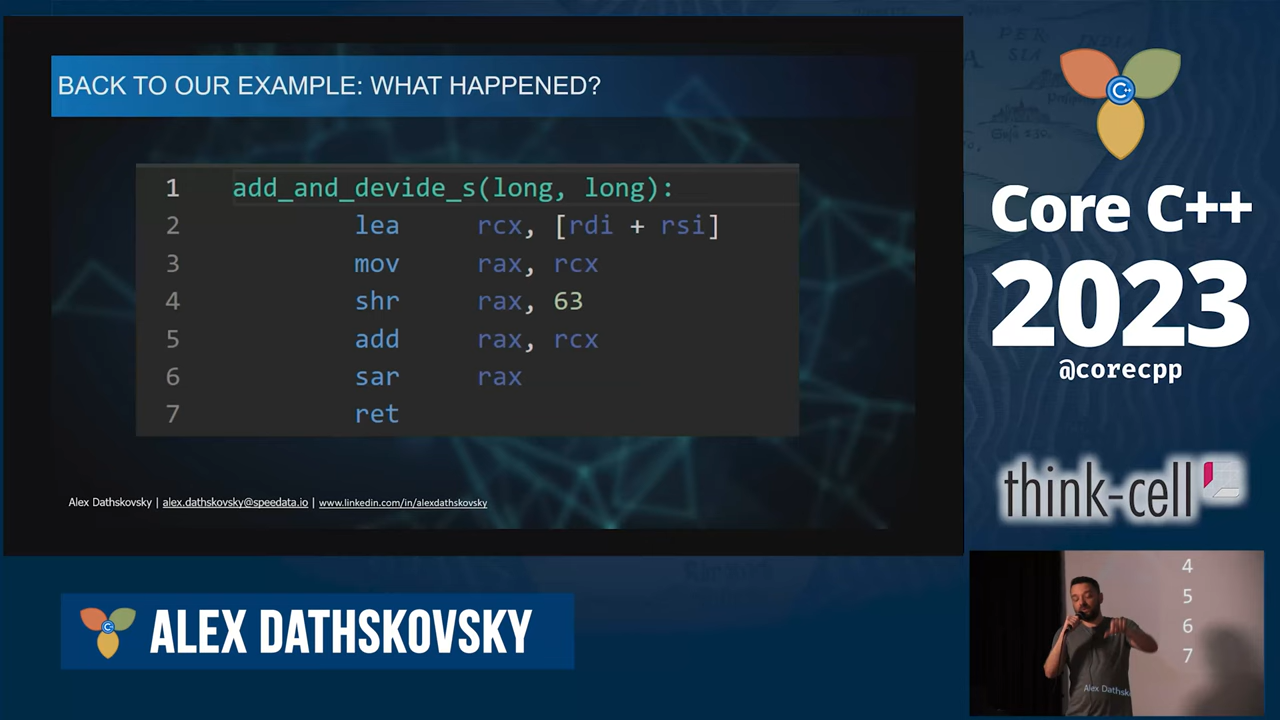 BACK TO OUR EXAMPLE: WHAT HAPPENED?
1 add_and_devide_s(long, long):
2 lea rcx, [rdi + rsi]
3 mov rax, rcx
4 shr rax, 63
5 add rax, rcx
6 sar rax
7 ret
Alex Dathskovsky | alex.dathskovsky@speedata.io | www.linkedin.com/in/alexdathskovsky
C++
Core C++
2023
@corecpp
think-cell
C++
ALEX DATHSKOVSKY
4
5
6
7
Alex Dathsk